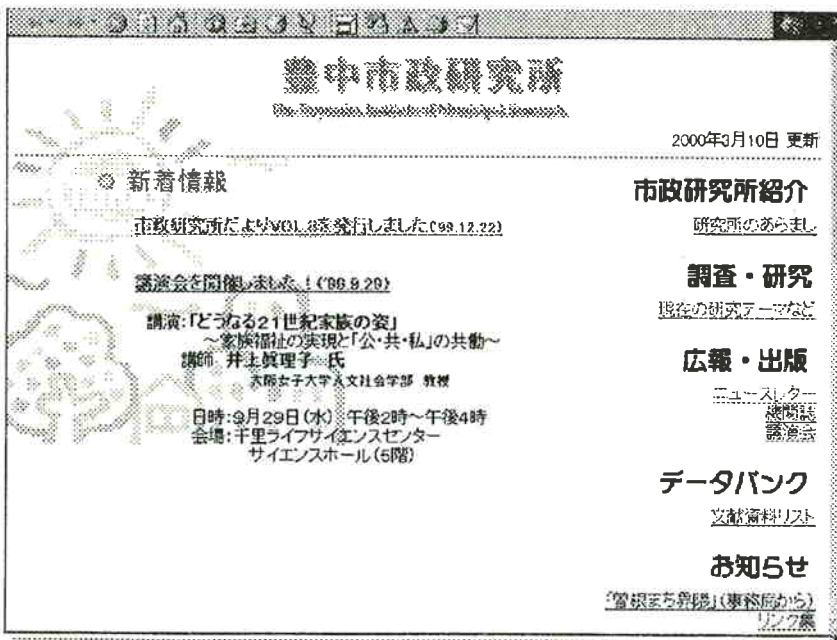 豊中市政研究所
The Toyonaka Institute of Municipal Research
2000年3月10日 更新
新着情報
市政研究所だよりVOL.8を発行しました('99.12.22)
講演会を開催しました!('99.9.29)
講演:「どうなる21世紀家族の姿」
～家族福祉の実現と「公・共・私」の共働～
講師 井上眞理子 氏
大阪女子大学人文社会学部 教授
日時:9月29日(水) 午後2時～午後4時
会場:千里ライフサイエンスセンター
サイエンスホール(5階)
市政研究所紹介
研究所のあらまし
調査・研究
現在の研究テーマなど
広報・出版
ニュースレター
機関誌
講演会
データバンク
文献資料リスト
お知らせ
「曽根まち界隈」(事務局から)
リンク集